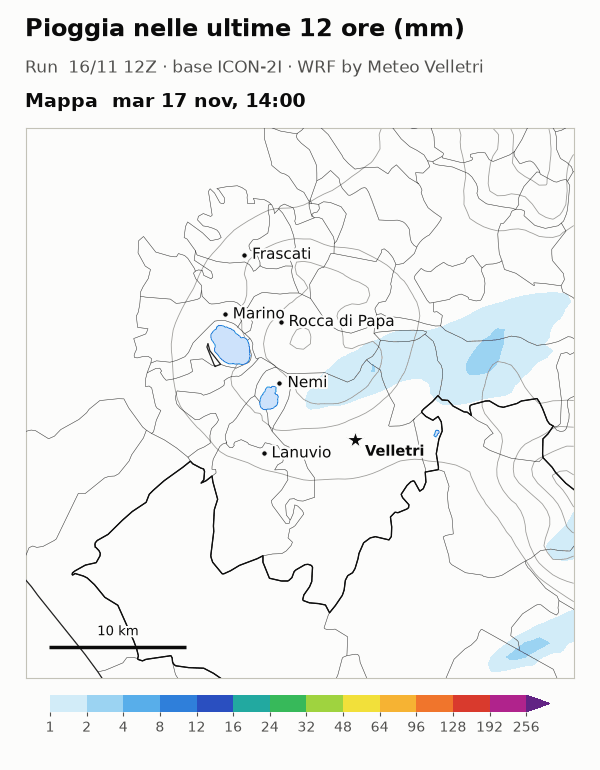 Pioggia nelle ultime 12 ore (mm)
Run  16/11 12Z · base ICON-2I · WRF by Meteo Velletri
Mappa  mar 17 nov, 14:00
Frascati
Marino
Rocca di Papa
Nemi
Velletri
Lanuvio
10 km
1 2 4 8 12 16 24 32 48 64 96 128 192 256